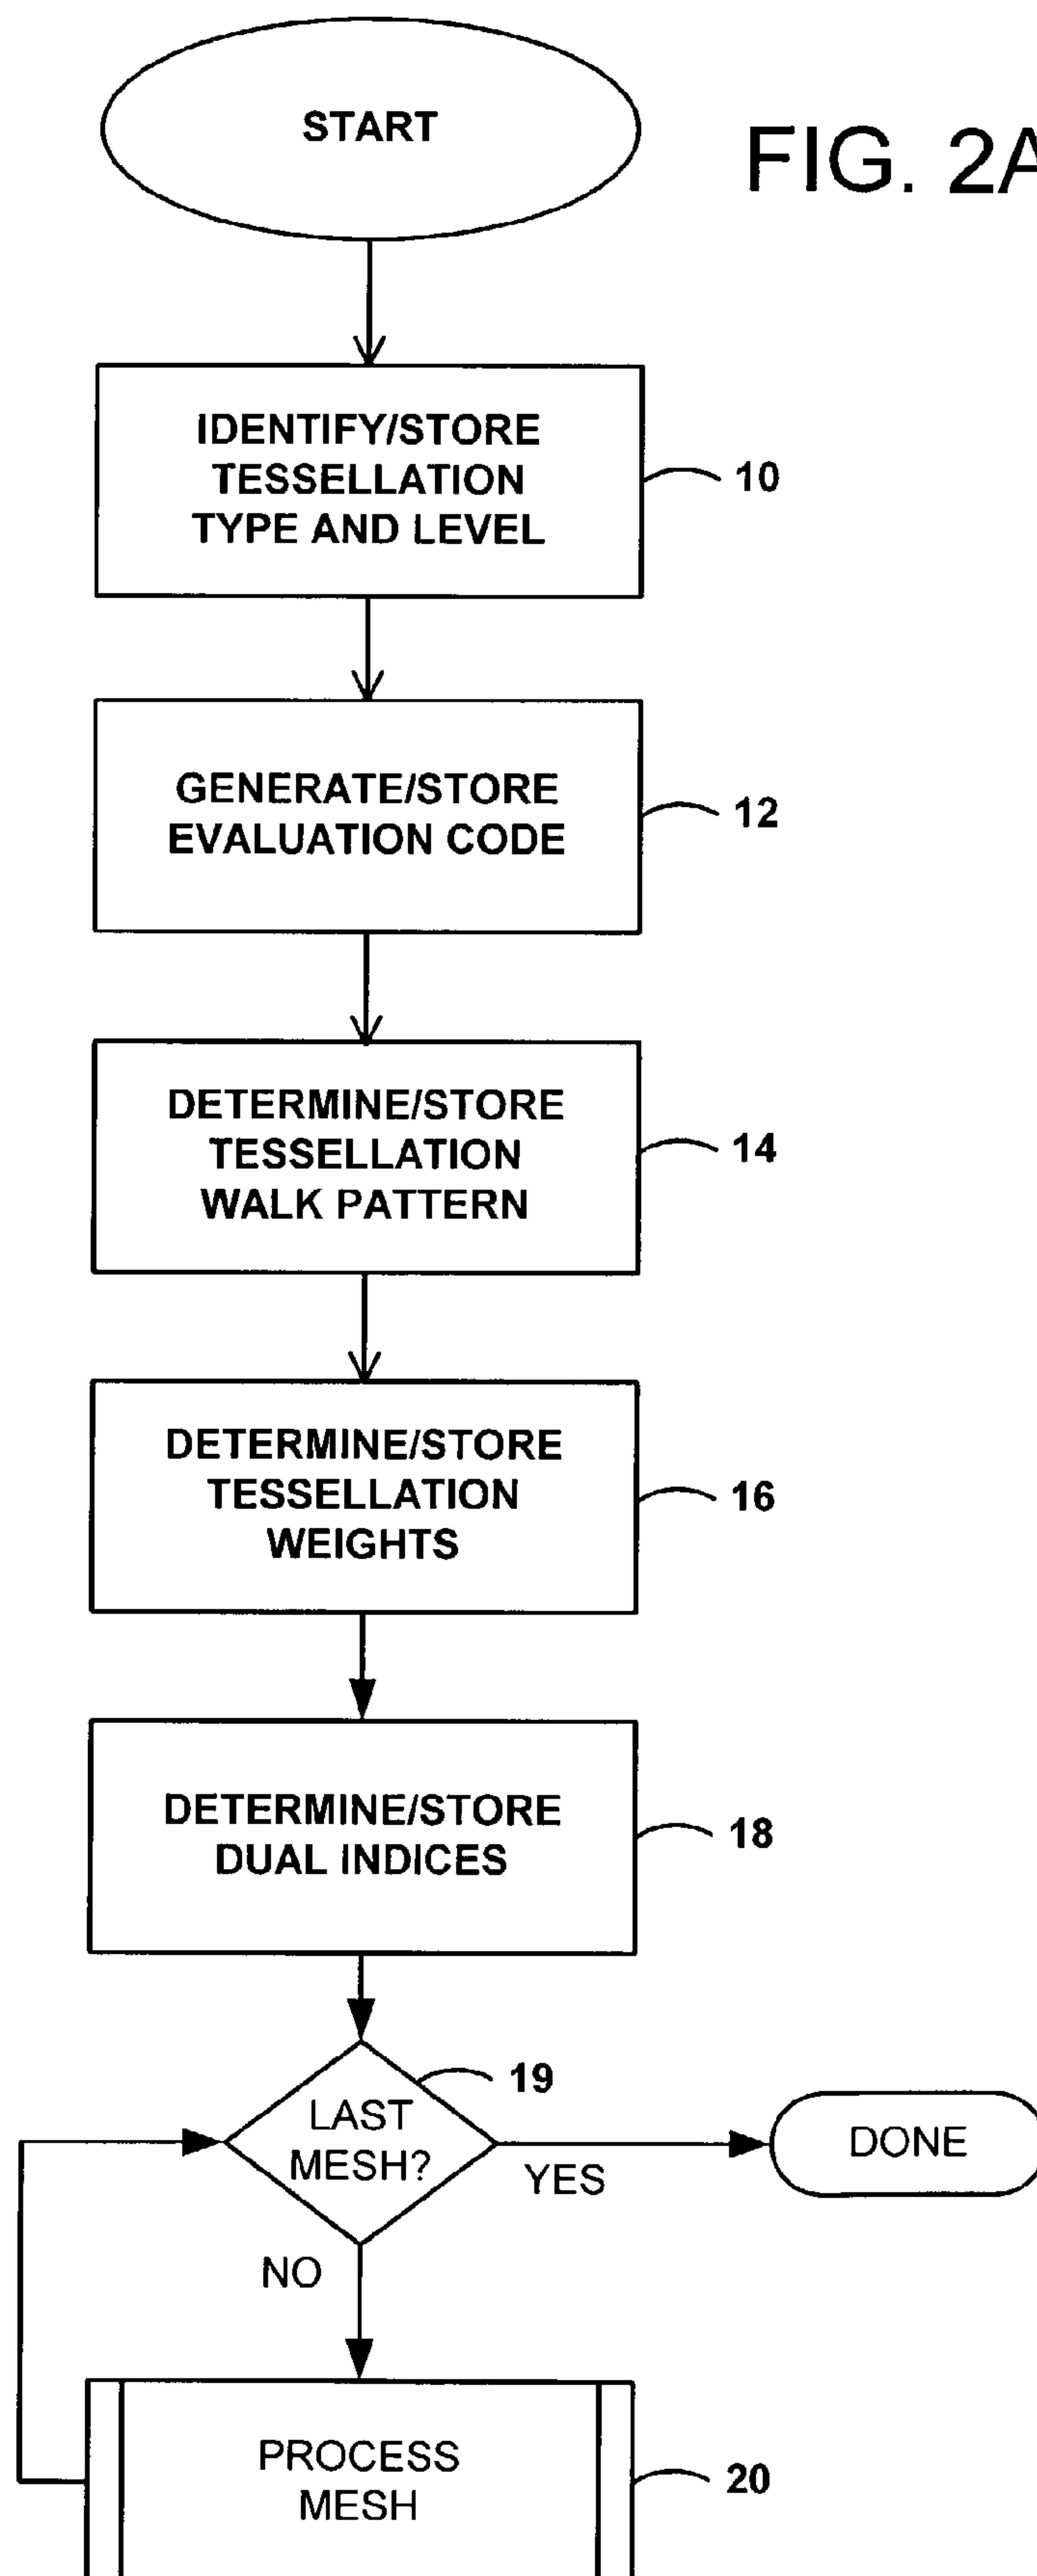 START
FIG. 2A
IDENTIFY/STORE
TESSELLATION
TYPE AND LEVEL
10
GENERATE/STORE
EVALUATION CODE
12
DETERMINE/STORE
TESSELLATION
WALK PATTERN
14
DETERMINE/STORE
TESSELLATION
WEIGHTS
16
DETERMINE/STORE
DUAL INDICES
18
19
LAST
MESH?
YES
DONE
NO
PROCESS
MESH
20